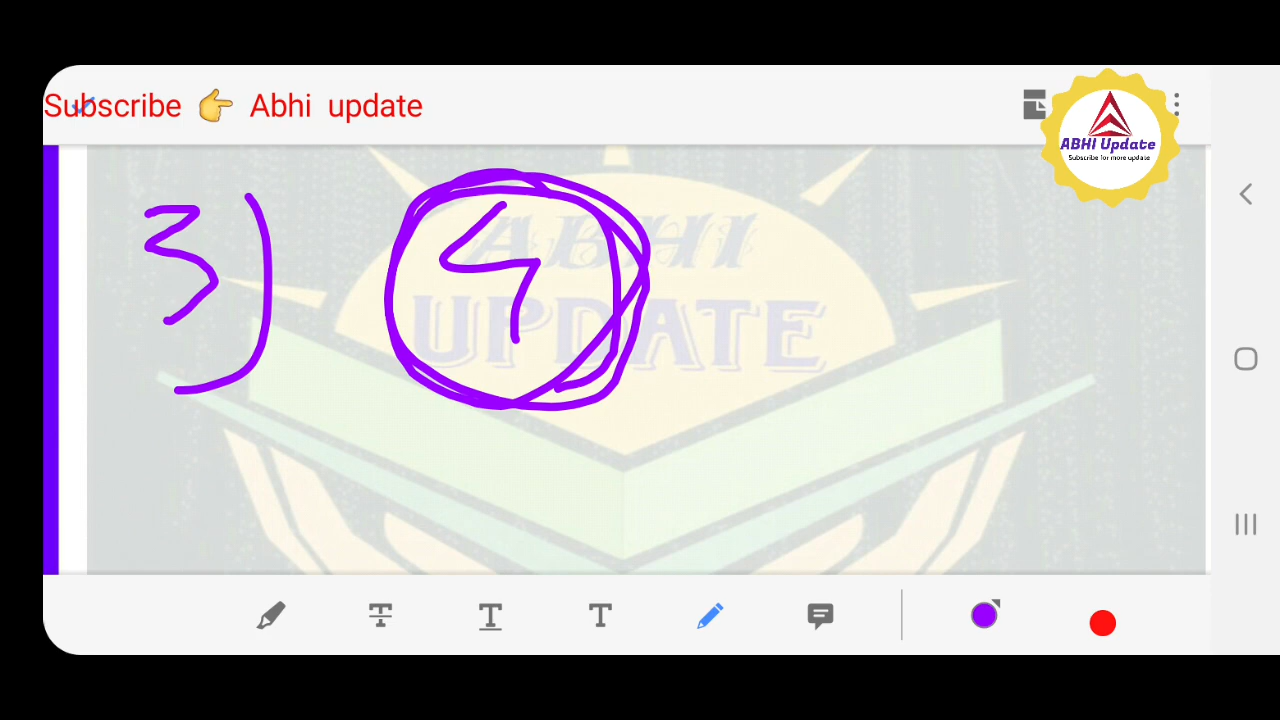 Subscribe 👉 Abhi update
ABHI Update
Subscribe for more update
3) 4
ABHI
UPDATE